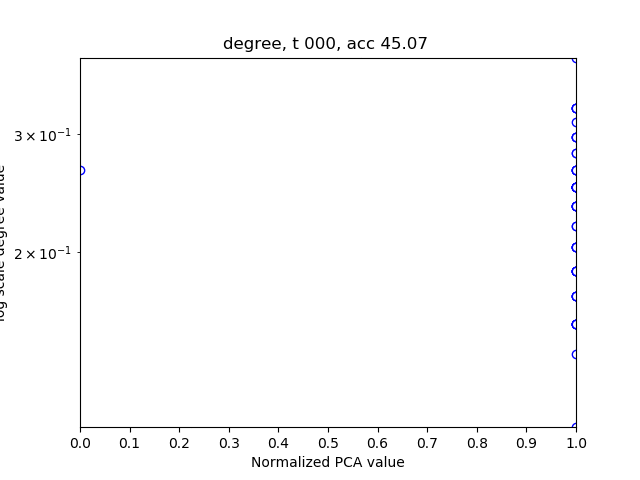 degree, t 000, acc 45.07
log scale degree value
3 × 10⁻¹
2 × 10⁻¹
0.0 0.1 0.2 0.3 0.4 0.5 0.6 0.7 0.8 0.9 1.0
Normalized PCA value